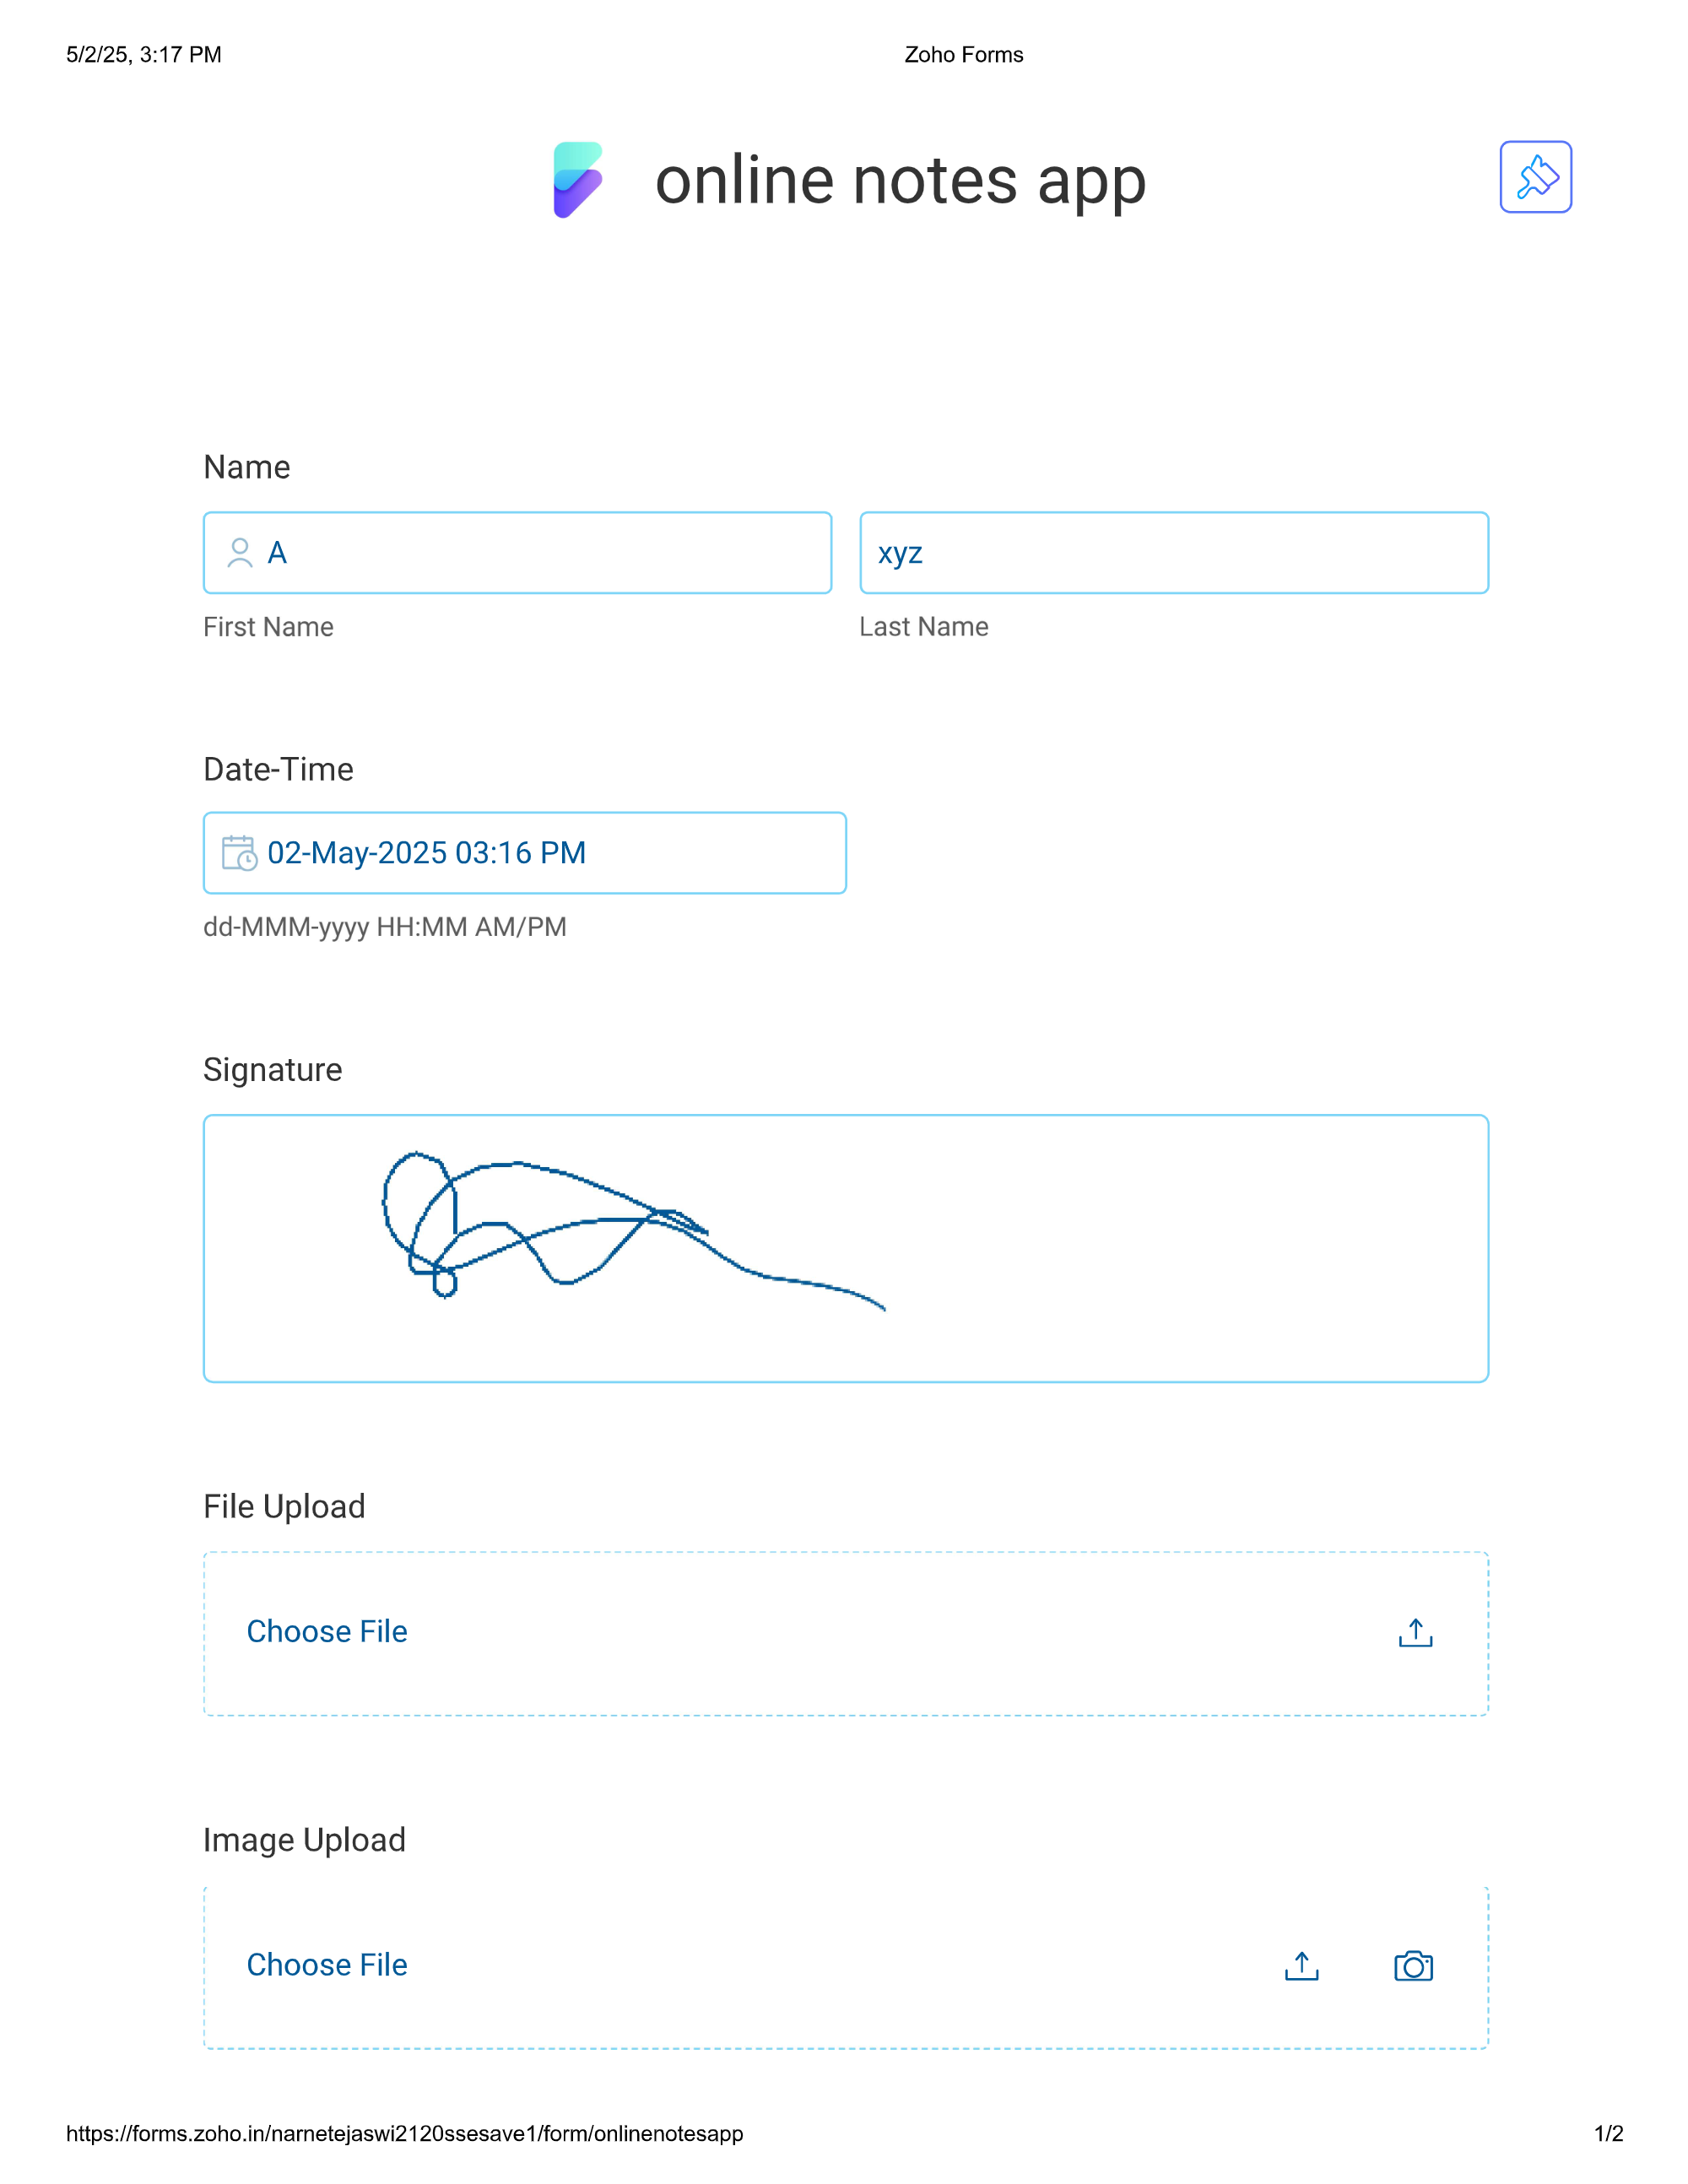 5/2/25, 3:17 PM Zoho Forms
online notes app
Name
A xyz
First Name Last Name
Date-Time
02-May-2025 03:16 PM
dd-MMM-yyyy HH:MM AM/PM
Signature
File Upload
Choose File
Image Upload
Choose File
https://forms.zoho.in/narnetejaswi2120ssesave1/form/onlinenotesapp 1/2